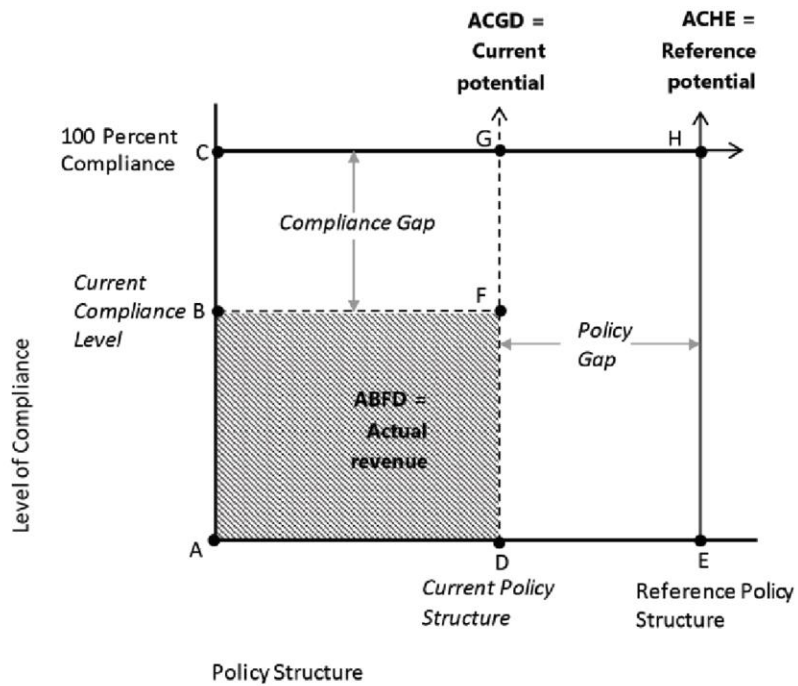 ACGD =
Current
potential
ACHE =
Reference
potential
100 Percent
Compliance
C
G
H
Compliance Gap
Current
Compliance
Level
B
F
Policy
Gap
ABFD =
Actual
revenue
Level of Compliance
A
D
E
Current Policy
Structure
Reference Policy
Structure
Policy Structure